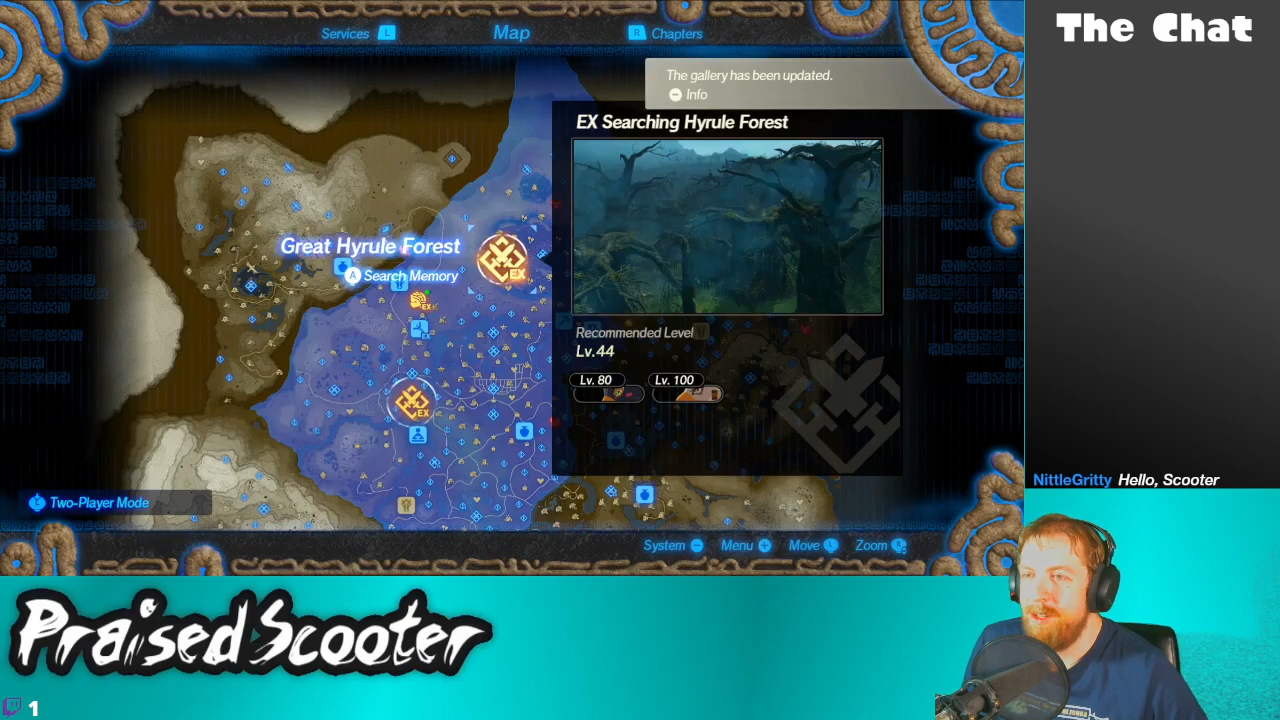 Services L
Map
R Chapters
The Chat
The gallery has been updated.
Info
EX Searching Hyrule Forest
Great Hyrule Forest
A Search Memory
EX
EX
EX
EX
Recommended Level
Lv.44
Lv. 80
Lv. 100
NittleGritty Hello, Scooter
Two-Player Mode
System
Menu
Move L
Zoom R
PraisedScooter
1